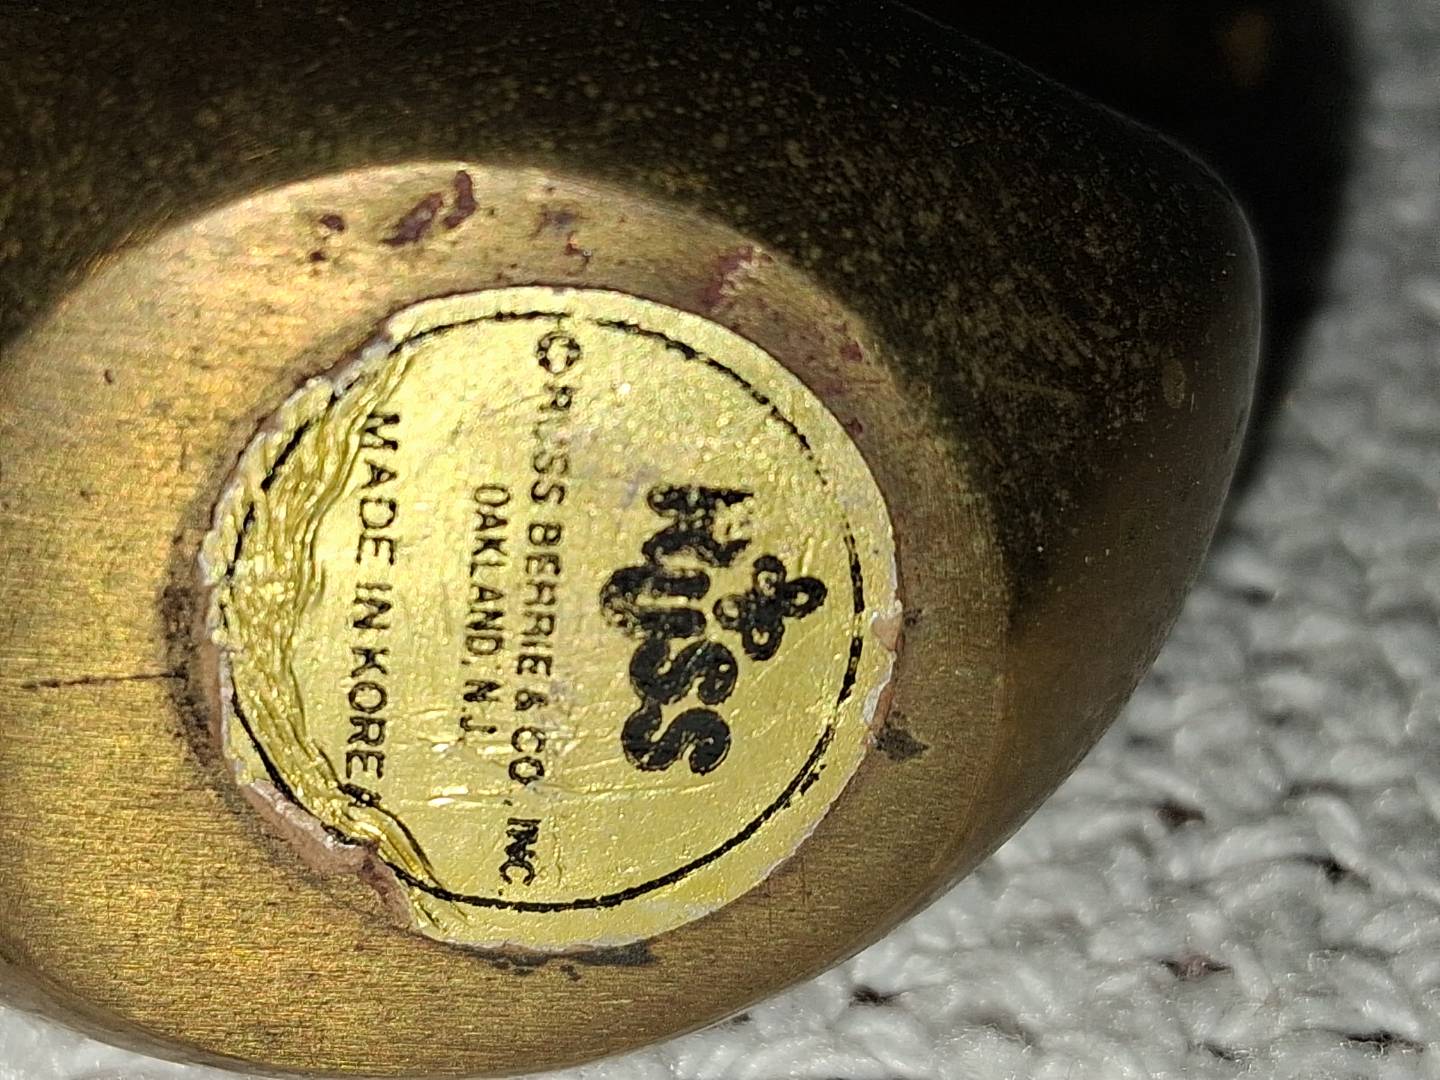 Russ
© RUSS BERRIE & CO., INC.
OAKLAND, N.J.
MADE IN KOREA